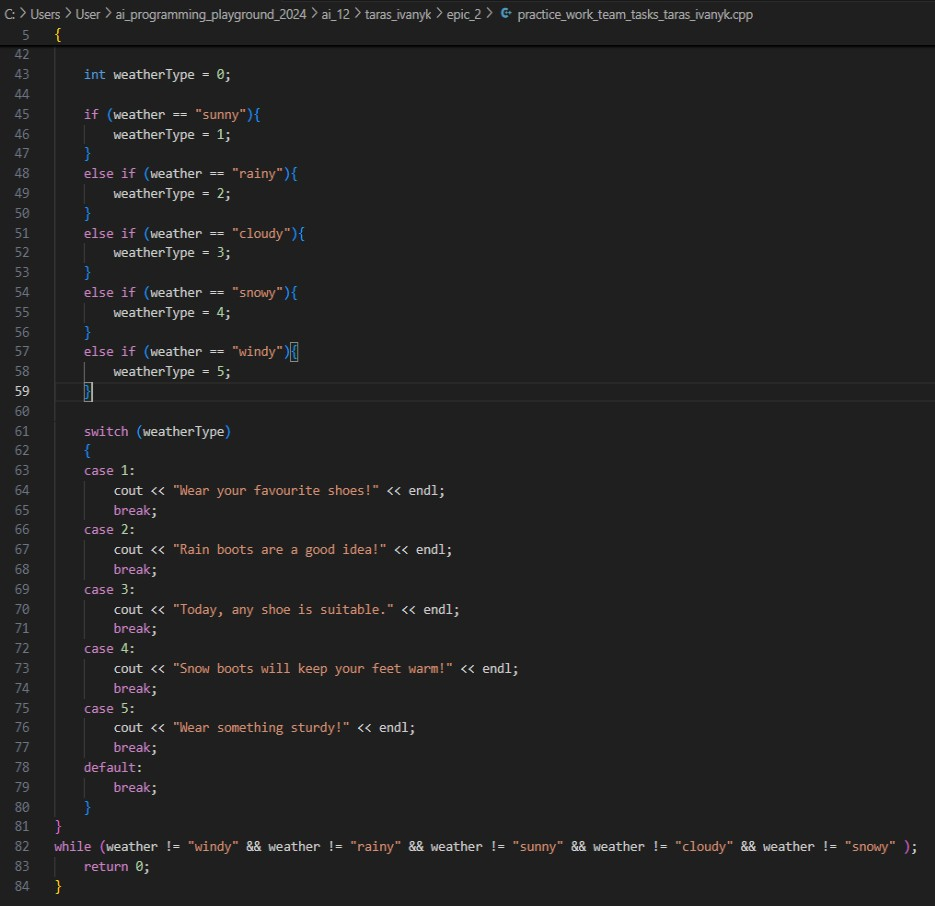 C: > Users > User > ai_programming_playground_2024 > ai_12 > taras_ivanyk > epic_2 > practice_work_team_tasks_taras_ivanyk.cpp
5 {
42
43     int weatherType = 0;
44
45     if (weather == "sunny"){
46         weatherType = 1;
47     }
48     else if (weather == "rainy"){
49         weatherType = 2;
50     }
51     else if (weather == "cloudy"){
52         weatherType = 3;
53     }
54     else if (weather == "snowy"){
55         weatherType = 4;
56     }
57     else if (weather == "windy"){
58         weatherType = 5;
59     }
60
61     switch (weatherType)
62     {
63     case 1:
64         cout << "Wear your favourite shoes!" << endl;
65         break;
66     case 2:
67         cout << "Rain boots are a good idea!" << endl;
68         break;
69     case 3:
70         cout << "Today, any shoe is suitable." << endl;
71         break;
72     case 4:
73         cout << "Snow boots will keep your feet warm!" << endl;
74         break;
75     case 5:
76         cout << "Wear something sturdy!" << endl;
77         break;
78     default:
79         break;
80     }
81 }
82 while (weather != "windy" && weather != "rainy" && weather != "sunny" && weather != "cloudy" && weather != "snowy" );
83     return 0;
84 }